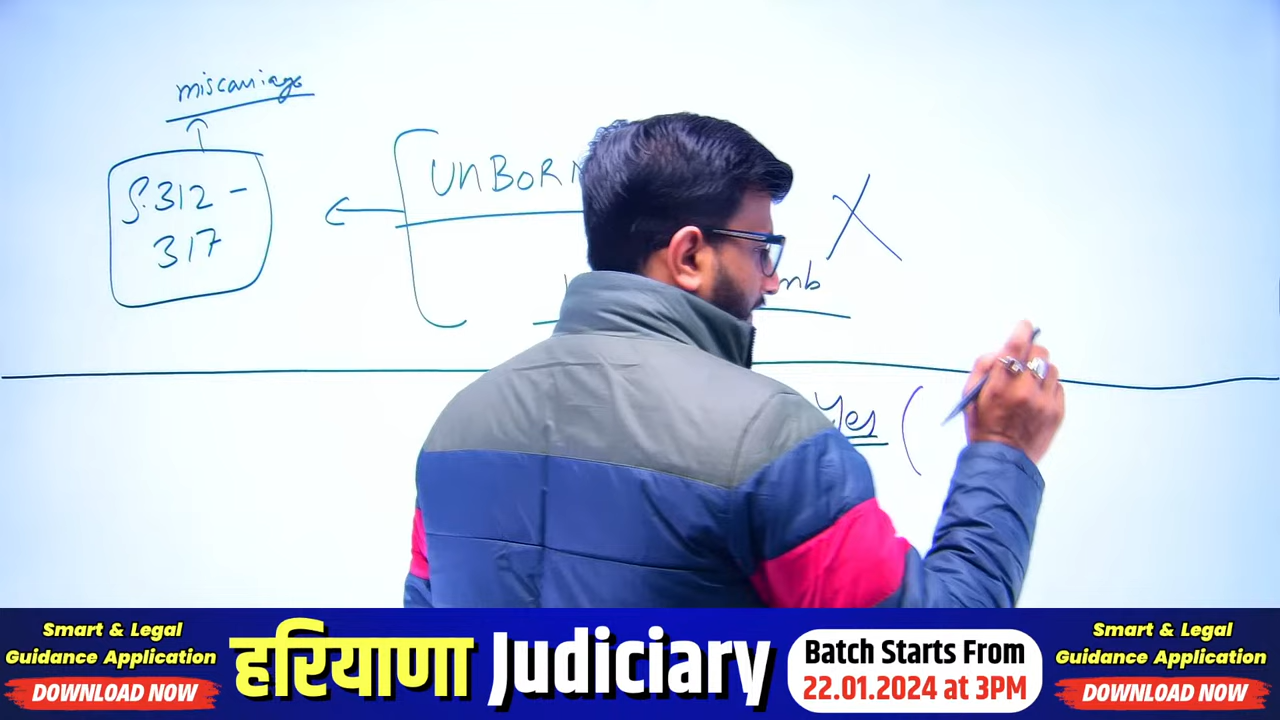 miscarriage
S.312 -
317
UNBORN
mb
X
Yes (
Smart & Legal
Guidance Application
DOWNLOAD NOW
हरियाणा Judiciary
Batch Starts From
22.01.2024 at 3PM
Smart & Legal
Guidance Application
DOWNLOAD NOW